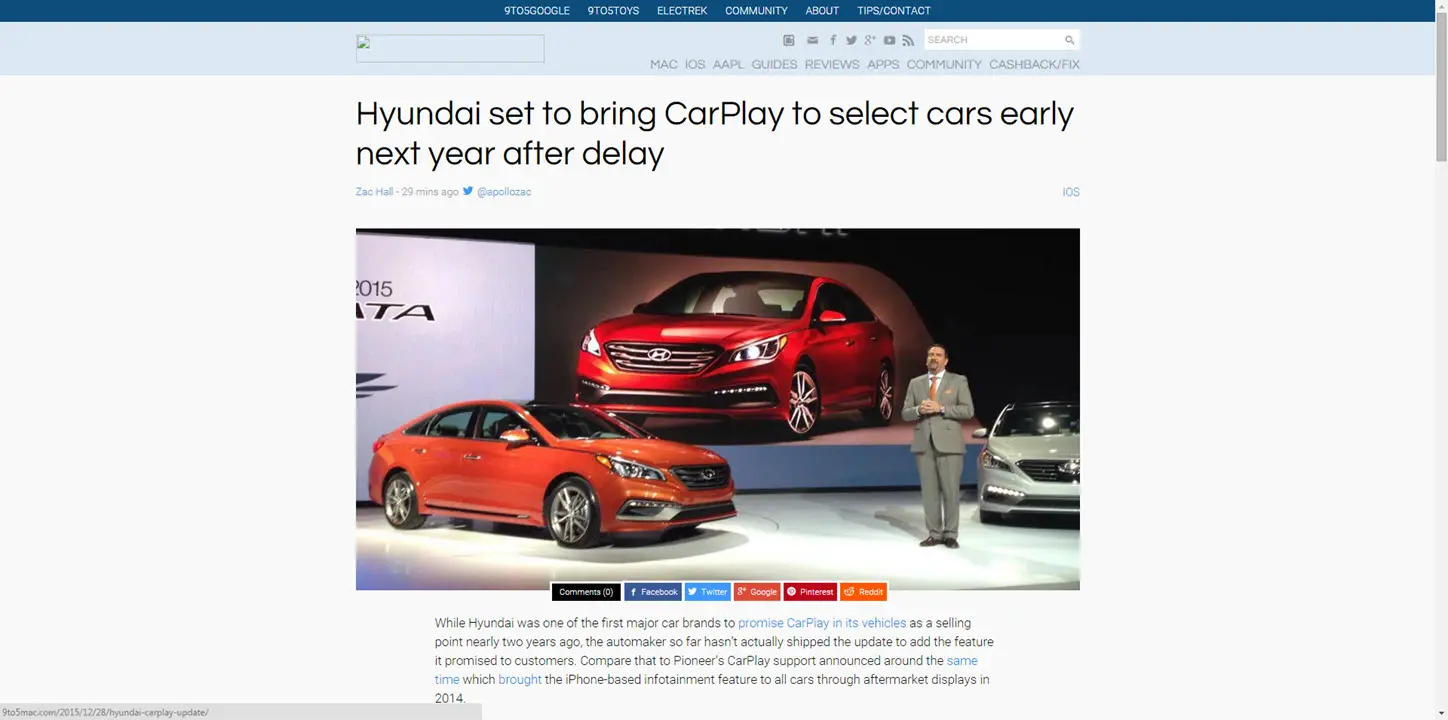 9TO5GOOGLE 9TO5TOYS ELECTREK COMMUNITY ABOUT TIPS/CONTACT
SEARCH
MAC IOS AAPL GUIDES REVIEWS APPS COMMUNITY CASHBACK/FIX
Hyundai set to bring CarPlay to select cars early
next year after delay
Zac Hall - 29 mins ago @apollozac IOS
2015
ATA
Comments (0) Facebook Twitter Google Pinterest Reddit
While Hyundai was one of the first major car brands to promise CarPlay in its vehicles as a selling
point nearly two years ago, the automaker so far hasn't actually shipped the update to add the feature
it promised to customers. Compare that to Pioneer's CarPlay support announced around the same
time which brought the iPhone-based infotainment feature to all cars through aftermarket displays in
2014.
9to5mac.com/2015/12/28/hyundai-carplay-update/